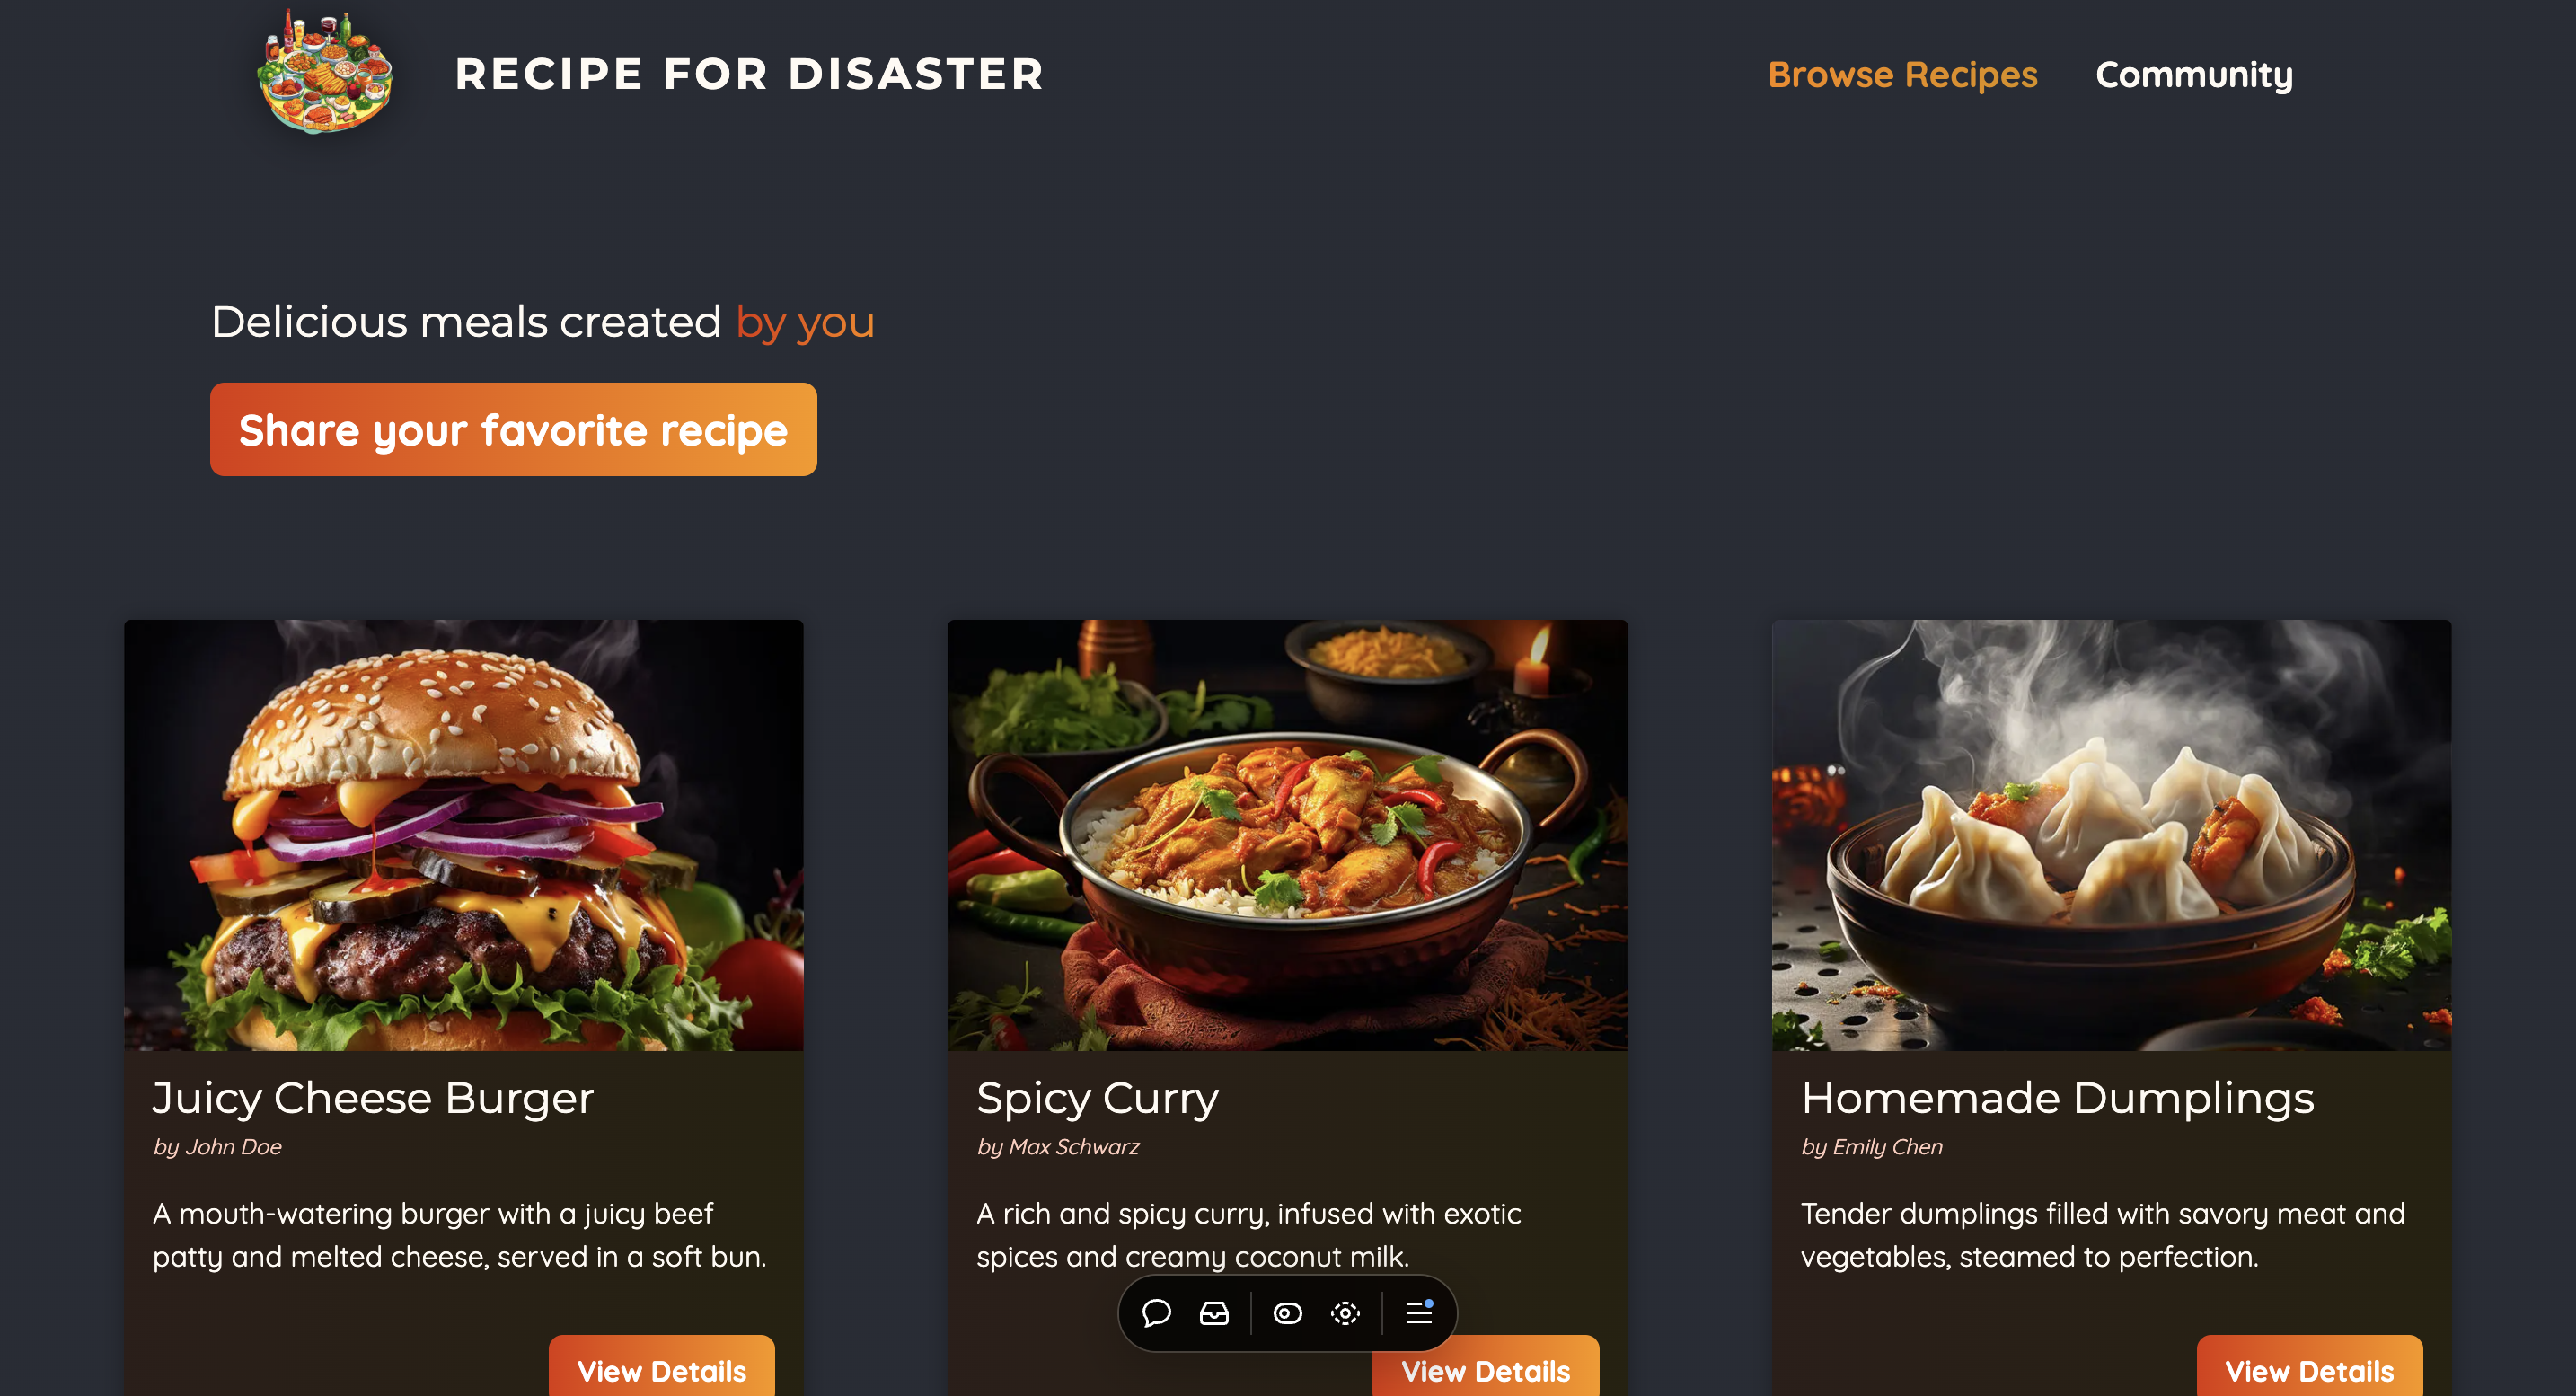 RECIPE FOR DISASTER
Browse Recipes
Community
Delicious meals created by you
Share your favorite recipe
Juicy Cheese Burger
by John Doe
A mouth-watering burger with a juicy beef
patty and melted cheese, served in a soft bun.
View Details
Spicy Curry
by Max Schwarz
A rich and spicy curry, infused with exotic
spices and creamy coconut milk.
View Details
Homemade Dumplings
by Emily Chen
Tender dumplings filled with savory meat and
vegetables, steamed to perfection.
View Details